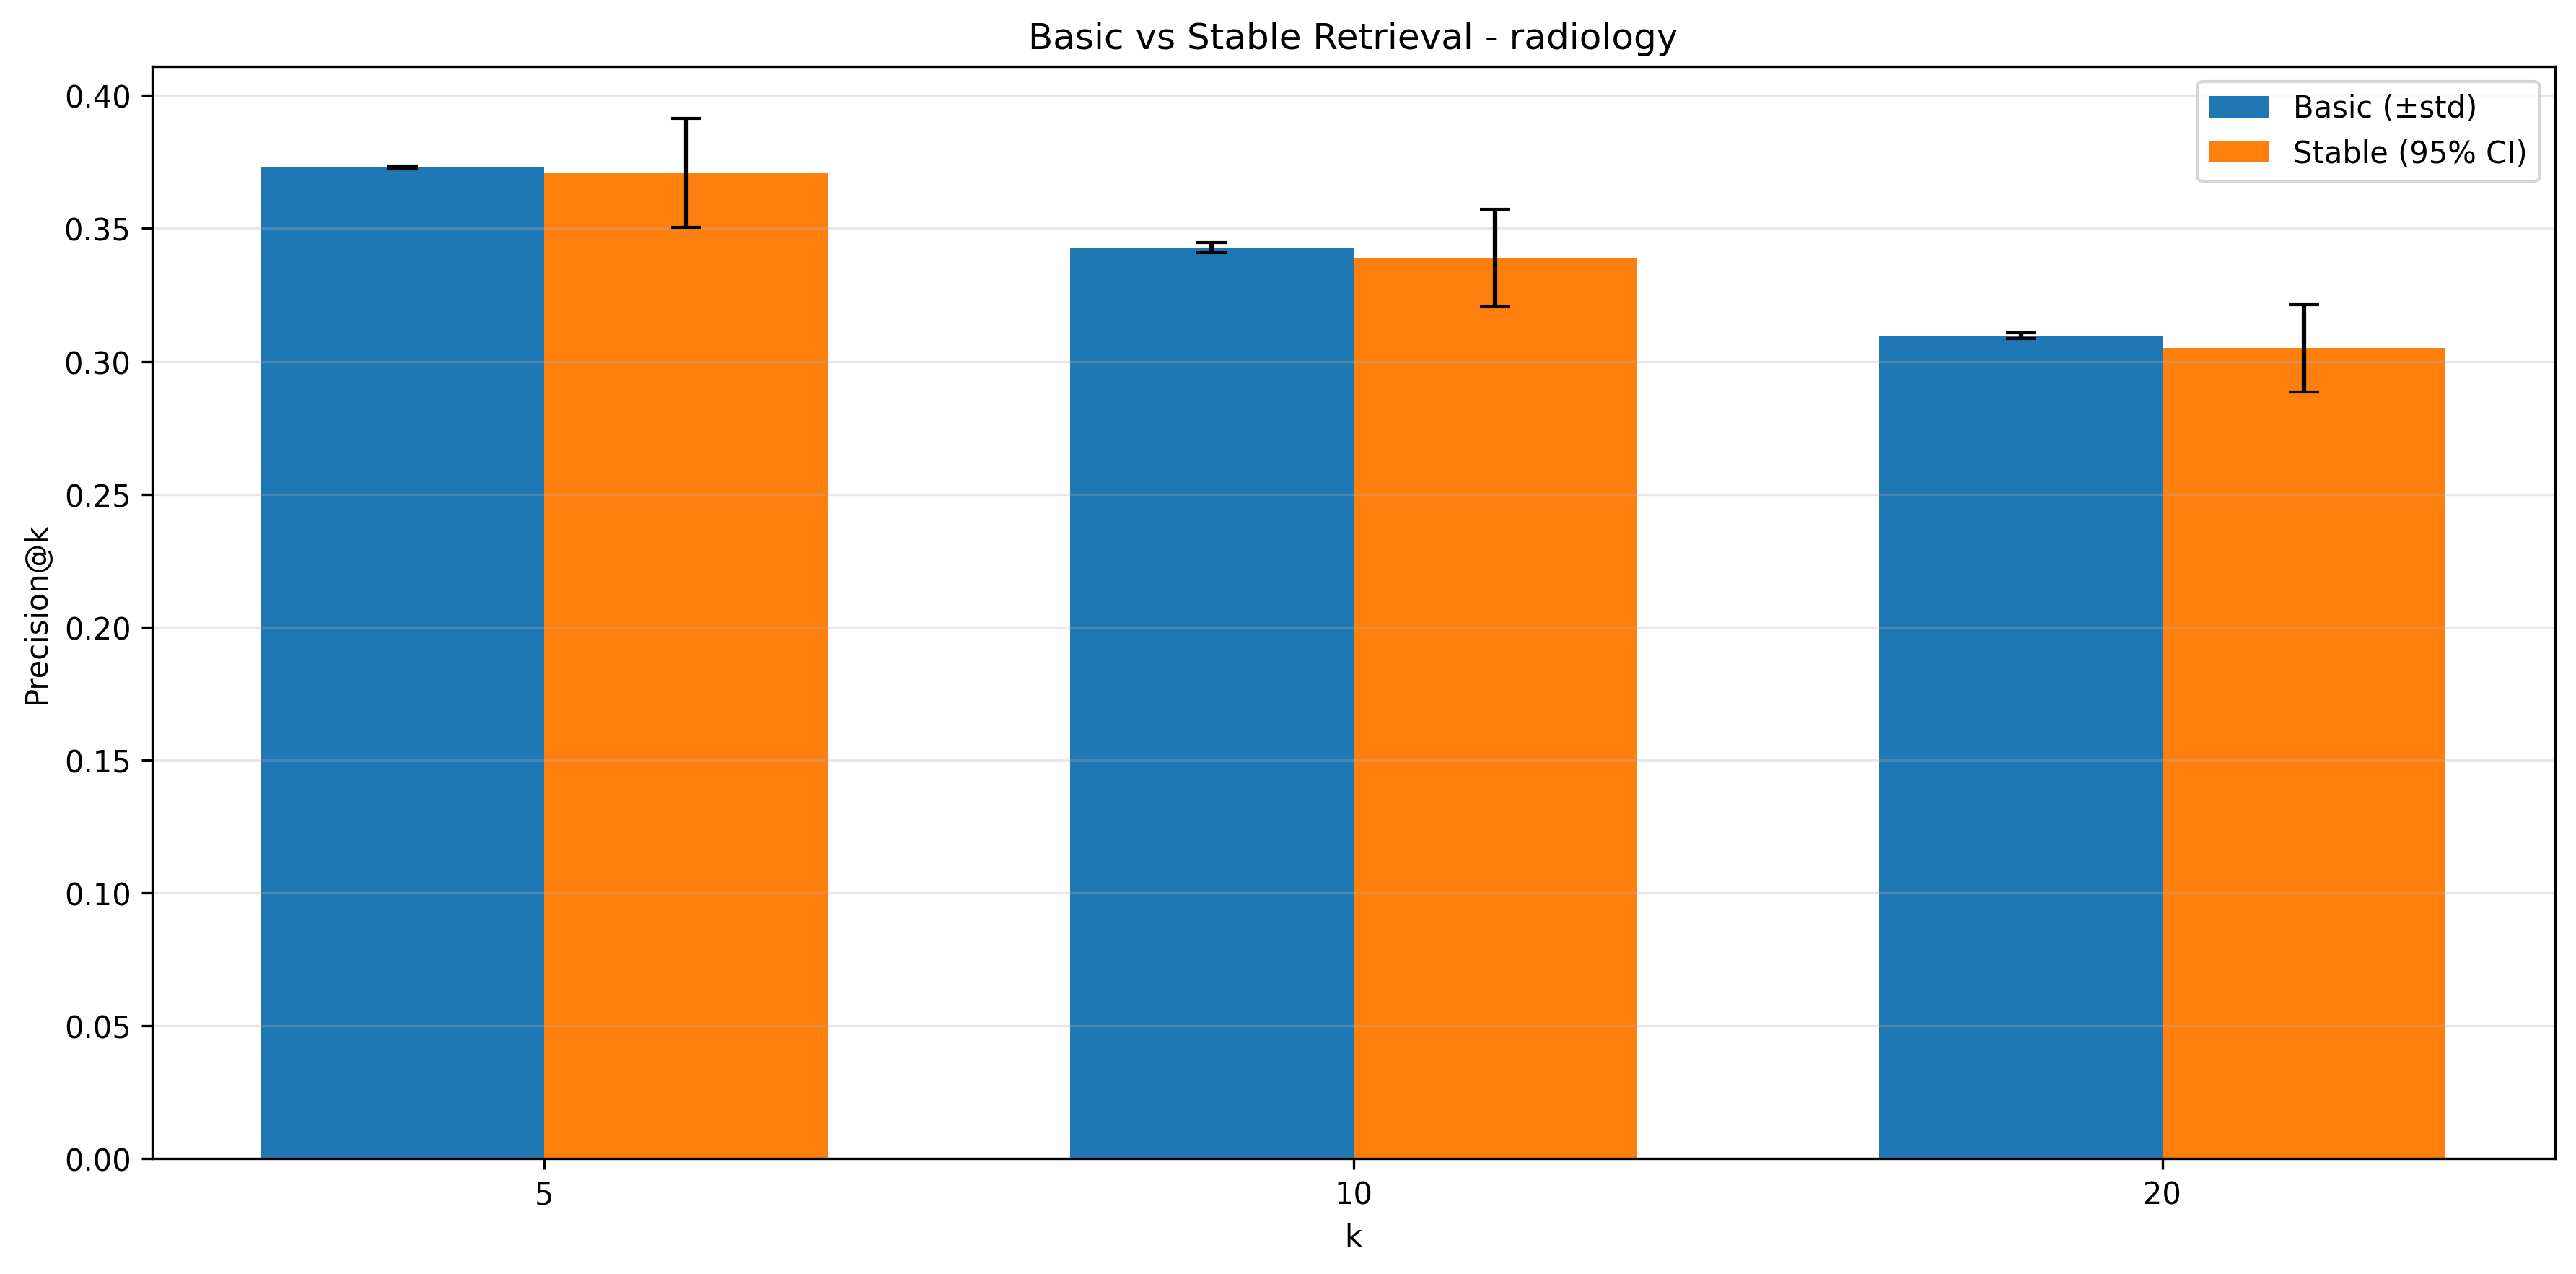 Basic vs Stable Retrieval - radiology
Basic (±std)
Stable (95% CI)
Precision@k
0.40
0.35
0.30
0.25
0.20
0.15
0.10
0.05
0.00
5
10
20
k